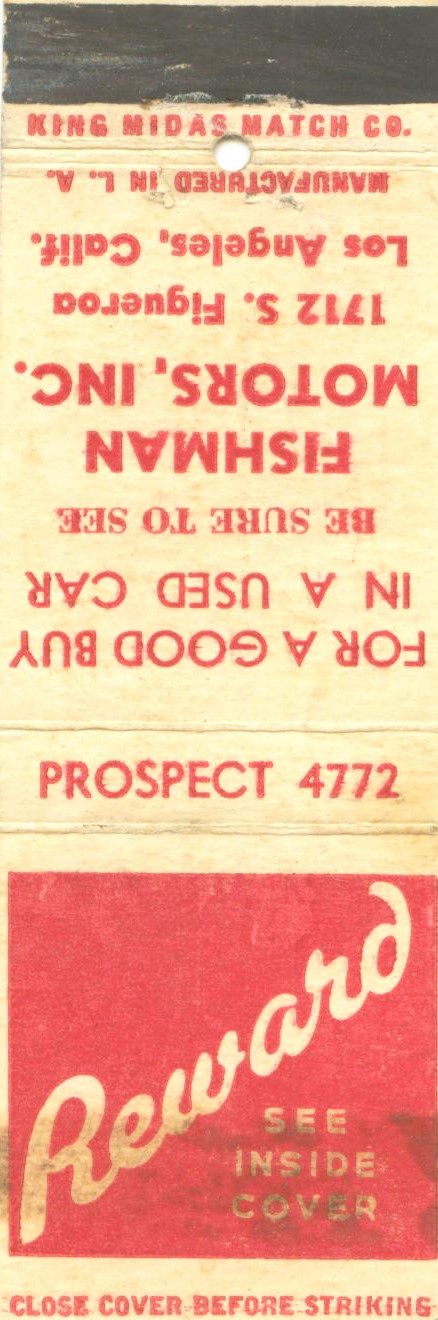 KING MIDAS MATCH CO.
MANUFACTURED IN L. A.
FOR A GOOD BUY
IN A USED CAR
BE SURE TO SEE
FISHMAN
MOTORS, INC.
1712 S. Figueroa
Los Angeles, Calif.
PROSPECT 4772
Reward
SEE
INSIDE
COVER
CLOSE COVER BEFORE STRIKING